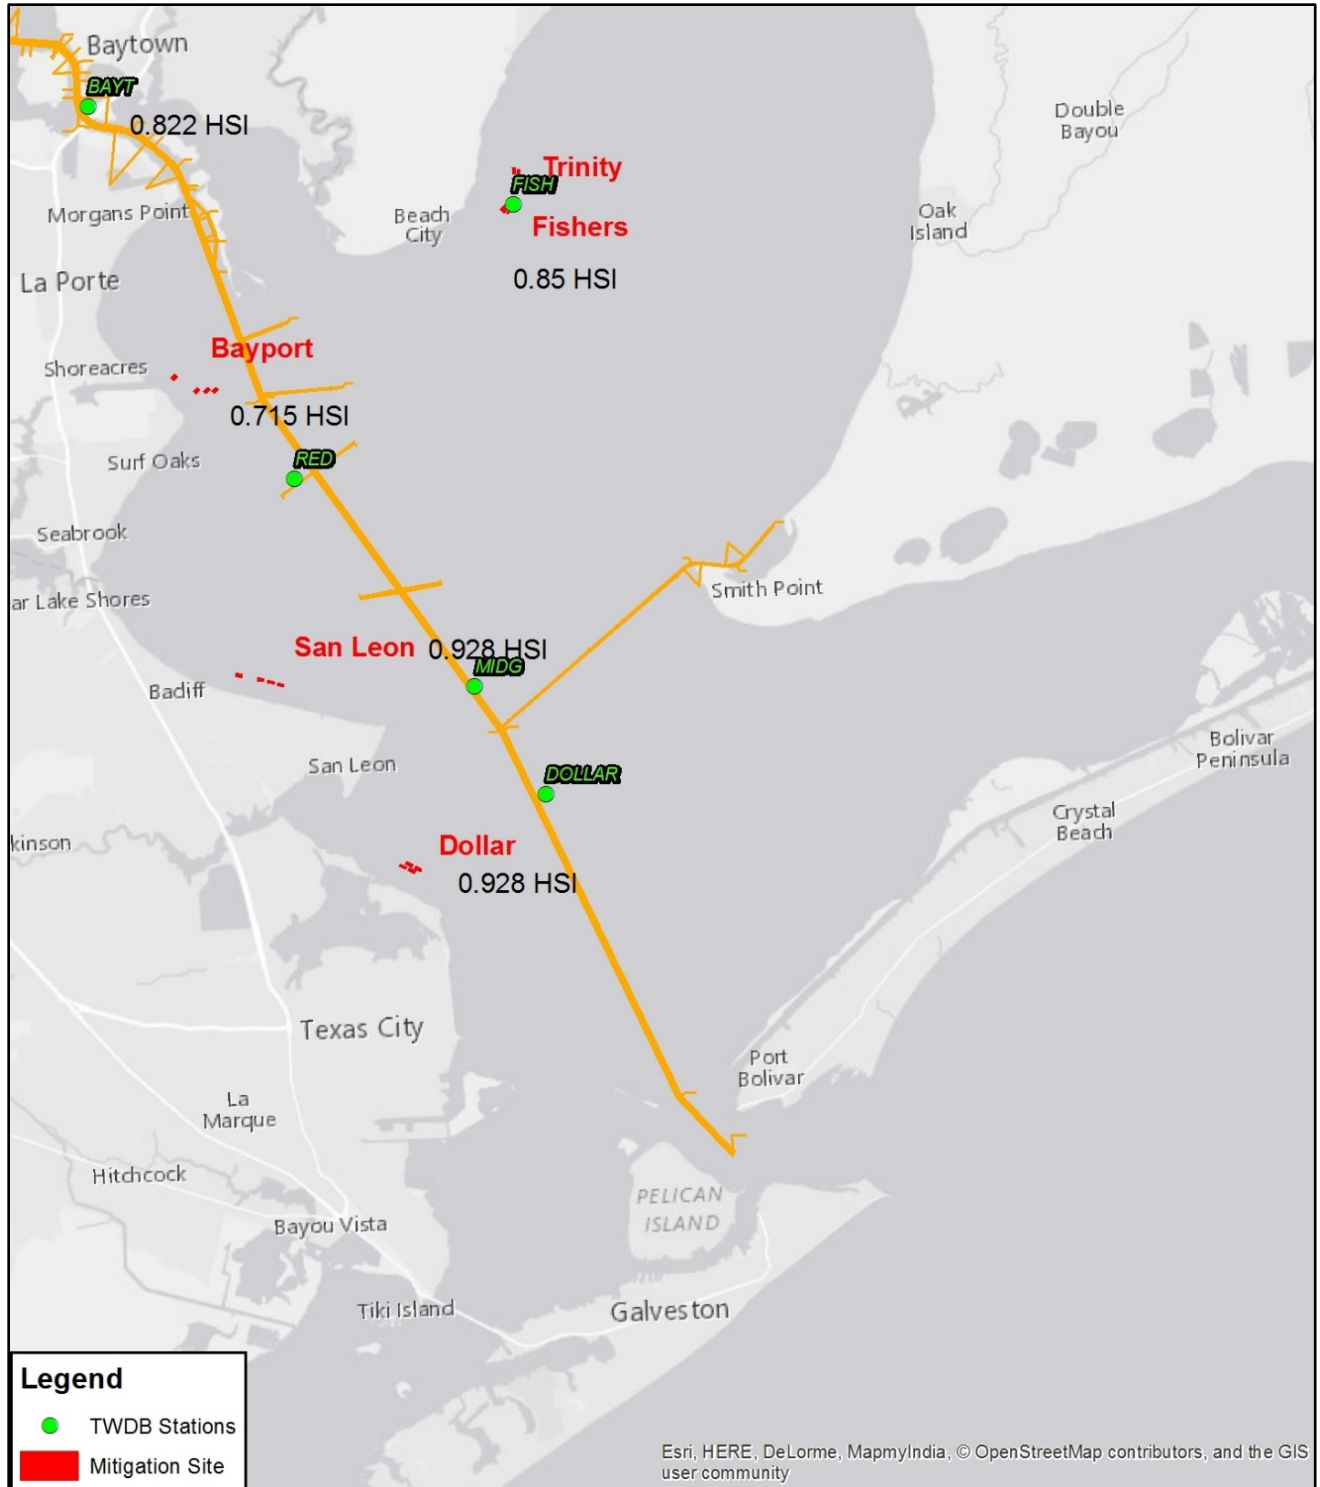 Baytown
BAYT
0.822 HSI
Double
Bayou
Trinity
FISH
Morgans Point
Beach
City
Fishers
Oak
Island
La Porte
0.85 HSI
Bayport
Shoreacres
0.715 HSI
Surf Oaks
RED
Seabrook
ar Lake Shores
Smith Point
San Leon
0.928 HSI
MIDG
Bacliff
San Leon
Bolivar
Peninsula
DOLLAR
Crystal
Beach
kinson
Dollar
0.928 HSI
Texas City
Port
Bolivar
La
Marque
Hitchcock
PELICAN
ISLAND
Bayou Vista
Tiki Island
Galveston
Legend
TWDB Stations
Mitigation Site
Esri, HERE, DeLorme, MapmyIndia, © OpenStreetMap contributors, and the GIS
user community